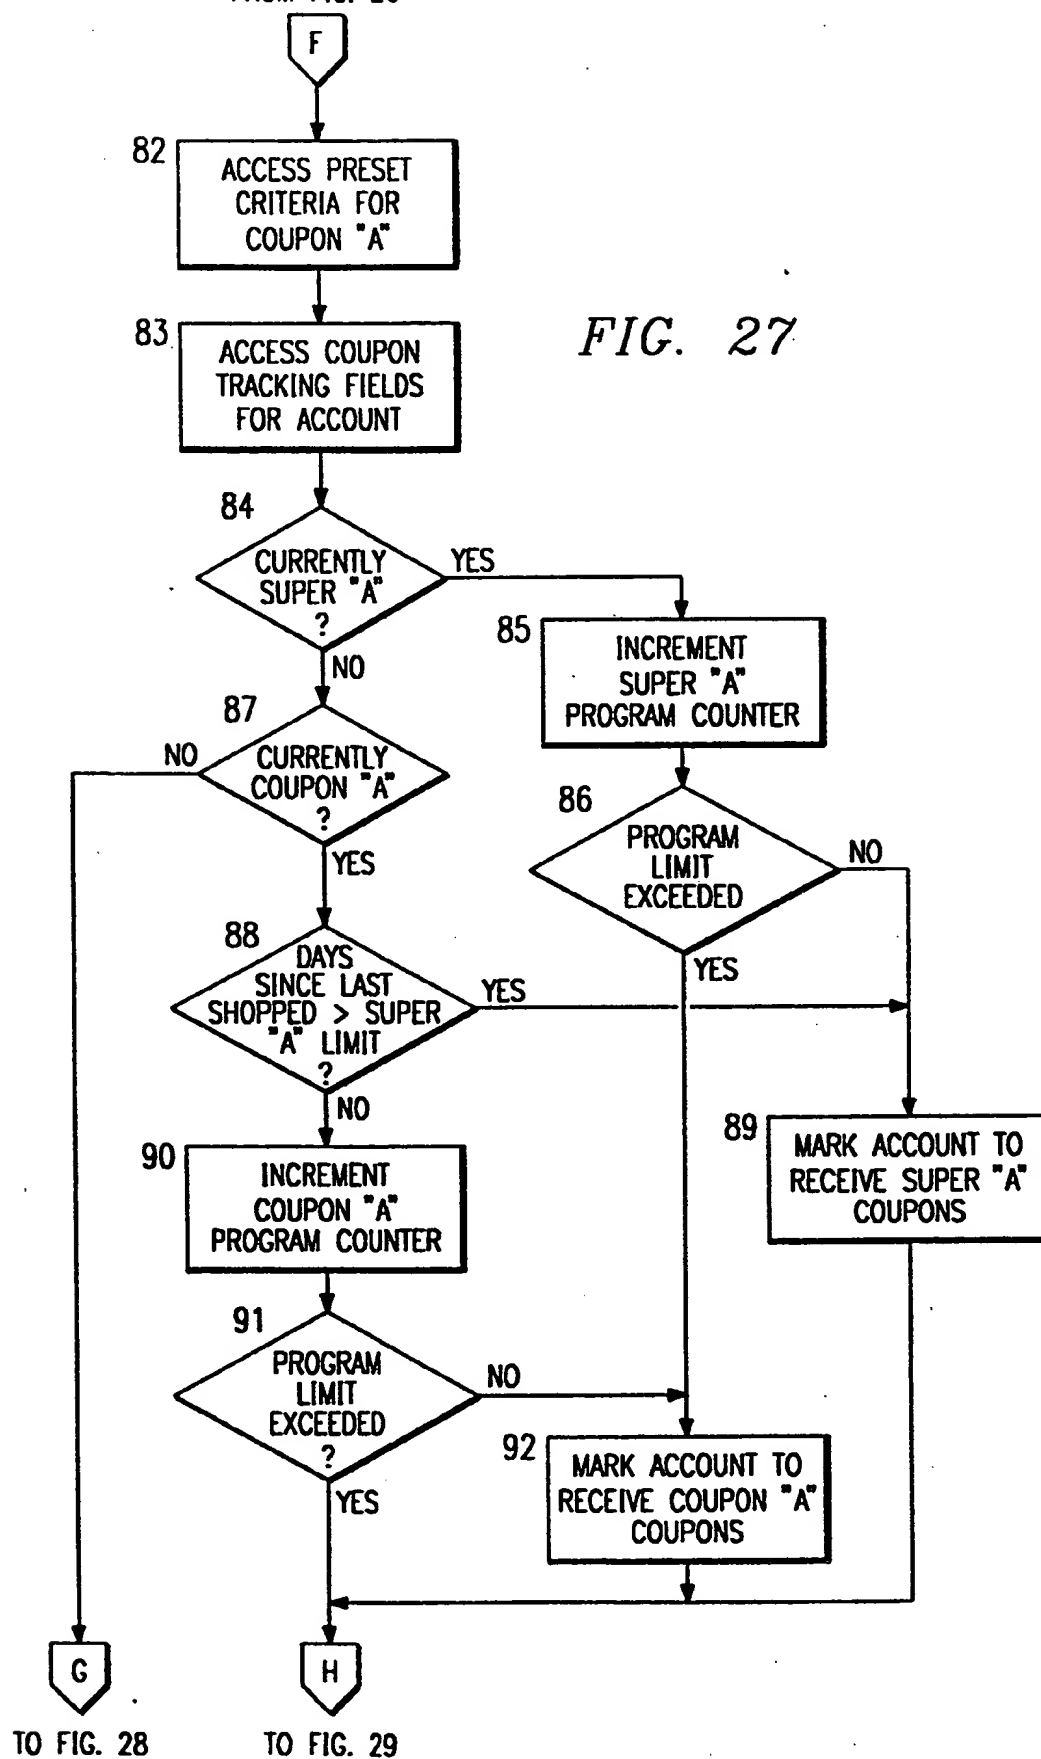 F
82
ACCESS PRESET
CRITERIA FOR
COUPON "A"
83
ACCESS COUPON
TRACKING FIELDS
FOR ACCOUNT
FIG. 27
84
CURRENTLY
SUPER "A"
?
YES
NO
85
INCREMENT
SUPER "A"
PROGRAM COUNTER
87
CURRENTLY
COUPON "A"
?
NO
YES
86
PROGRAM
LIMIT
EXCEEDED
NO
YES
88
DAYS
SINCE LAST
SHOPPED > SUPER
"A" LIMIT
?
YES
NO
89
MARK ACCOUNT TO
RECEIVE SUPER "A"
COUPONS
90
INCREMENT
COUPON "A"
PROGRAM COUNTER
91
PROGRAM
LIMIT
EXCEEDED
?
NO
YES
92
MARK ACCOUNT TO
RECEIVE COUPON "A"
COUPONS
G
H
TO FIG. 28
TO FIG. 29